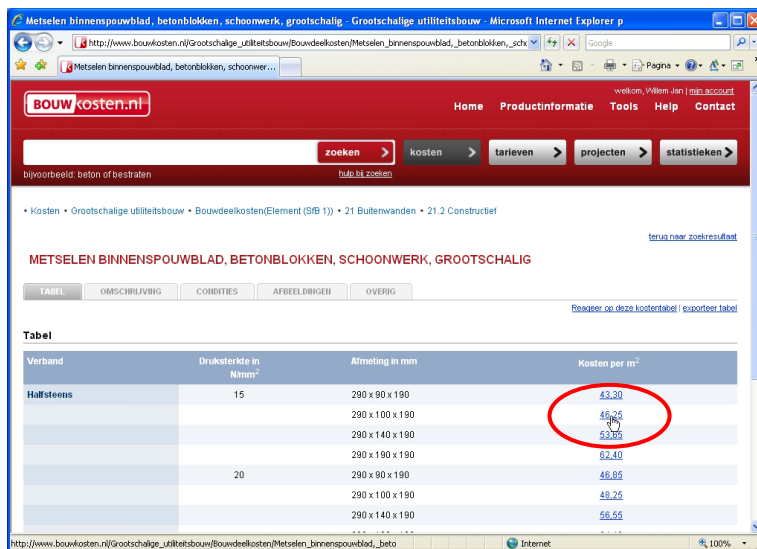 Metselen binnenspouwblad, betonblokken, schoonwerk, grootschalig - Grootschalige utiliteitsbouw - Microsoft Internet Explorer p
http://www.bouwkosten.nl/Grootschalige_utiliteitsbouw/Bouwdeelkosten/Metselen_binnenspouwblad,_betonblokken,_schw
Google
Metselen binnenspouwblad, betonblokken, schoonwer...
Pagina
welkom, Willem Jan | mijn account
BOUWkosten.nl
Home Productinformatie Tools Help Contact
zoeken kosten tarieven projecten statistieken
bijvoorbeeld: beton of bestraten
hulp bij zoeken
• Kosten • Grootschalige utiliteitsbouw • Bouwdeelkosten(Element (SfB 1)) • 21 Buitenwanden • 21.2 Constructief
terug naar zoekresultaat
METSELEN BINNENSPOUWBLAD, BETONBLOKKEN, SCHOONWERK, GROOTSCHALIG
TABEL OMSCHRIJVING CONDITIES AFBEELDINGEN OVERIG
Reageer op deze kostentabel | exporteer tabel
Tabel
Verband Druksterkte in N/mm² Afmeting in mm Kosten per m²
Halfsteens 15 290 x 90 x 190 43,30
290 x 100 x 190 46,25
290 x 140 x 190 53,65
290 x 190 x 190 62,40
20 290 x 90 x 190 46,85
290 x 100 x 190 48,25
290 x 140 x 190 56,55
http://www.bouwkosten.nl/Grootschalige_utiliteitsbouw/Bouwdeelkosten/Metselen_binnenspouwblad,_beto
Internet
100%